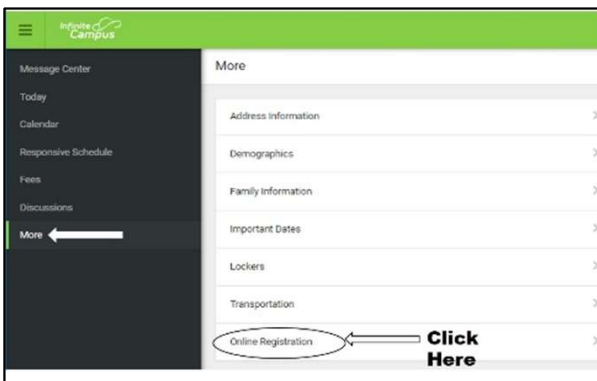 Infinite
Campus
Message Center
Today
Calendar
Responsive Schedule
Fees
Discussions
More
More
Address Information
Demographics
Family Information
Important Dates
Lockers
Transportation
Online Registration
Click
Here